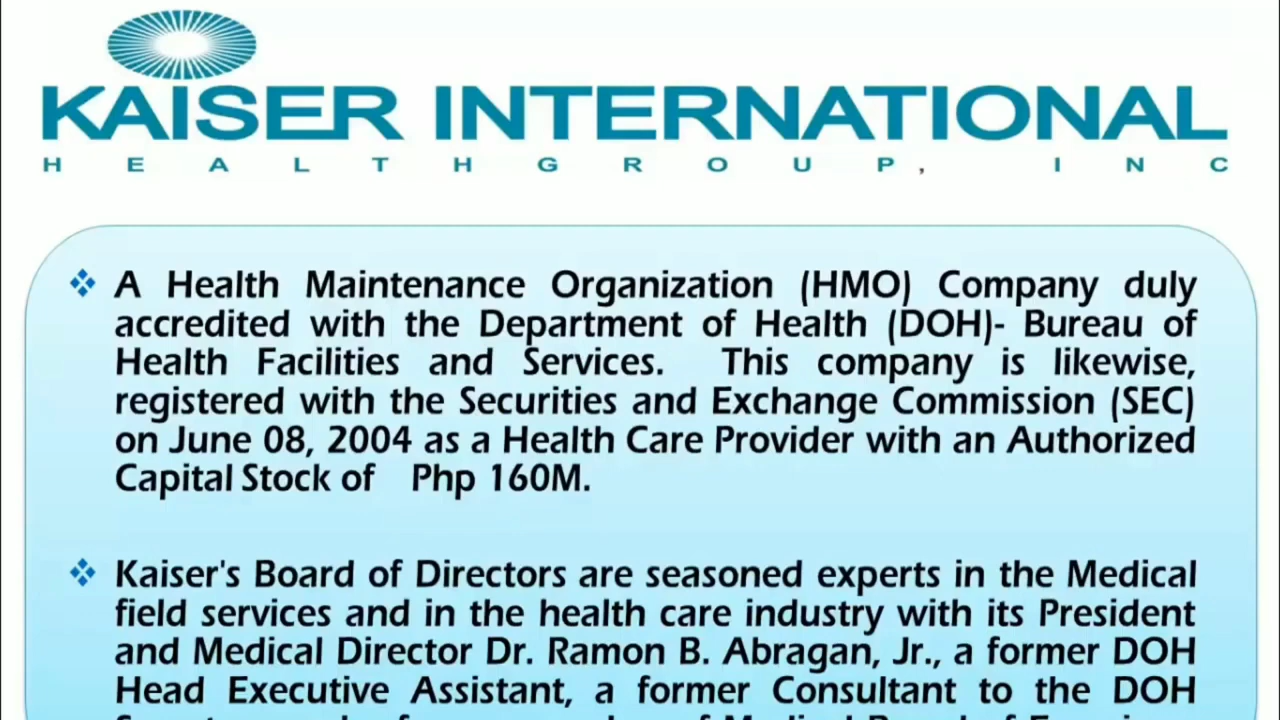 KAISER INTERNATIONAL
HEALTHGROUP, INC
❖ A Health Maintenance Organization (HMO) Company duly
accredited with the Department of Health (DOH)- Bureau of
Health Facilities and Services. This company is likewise,
registered with the Securities and Exchange Commission (SEC)
on June 08, 2004 as a Health Care Provider with an Authorized
Capital Stock of Php 160M.
❖ Kaiser's Board of Directors are seasoned experts in the Medical
field services and in the health care industry with its President
and Medical Director Dr. Ramon B. Abragan, Jr., a former DOH
Head Executive Assistant, a former Consultant to the DOH